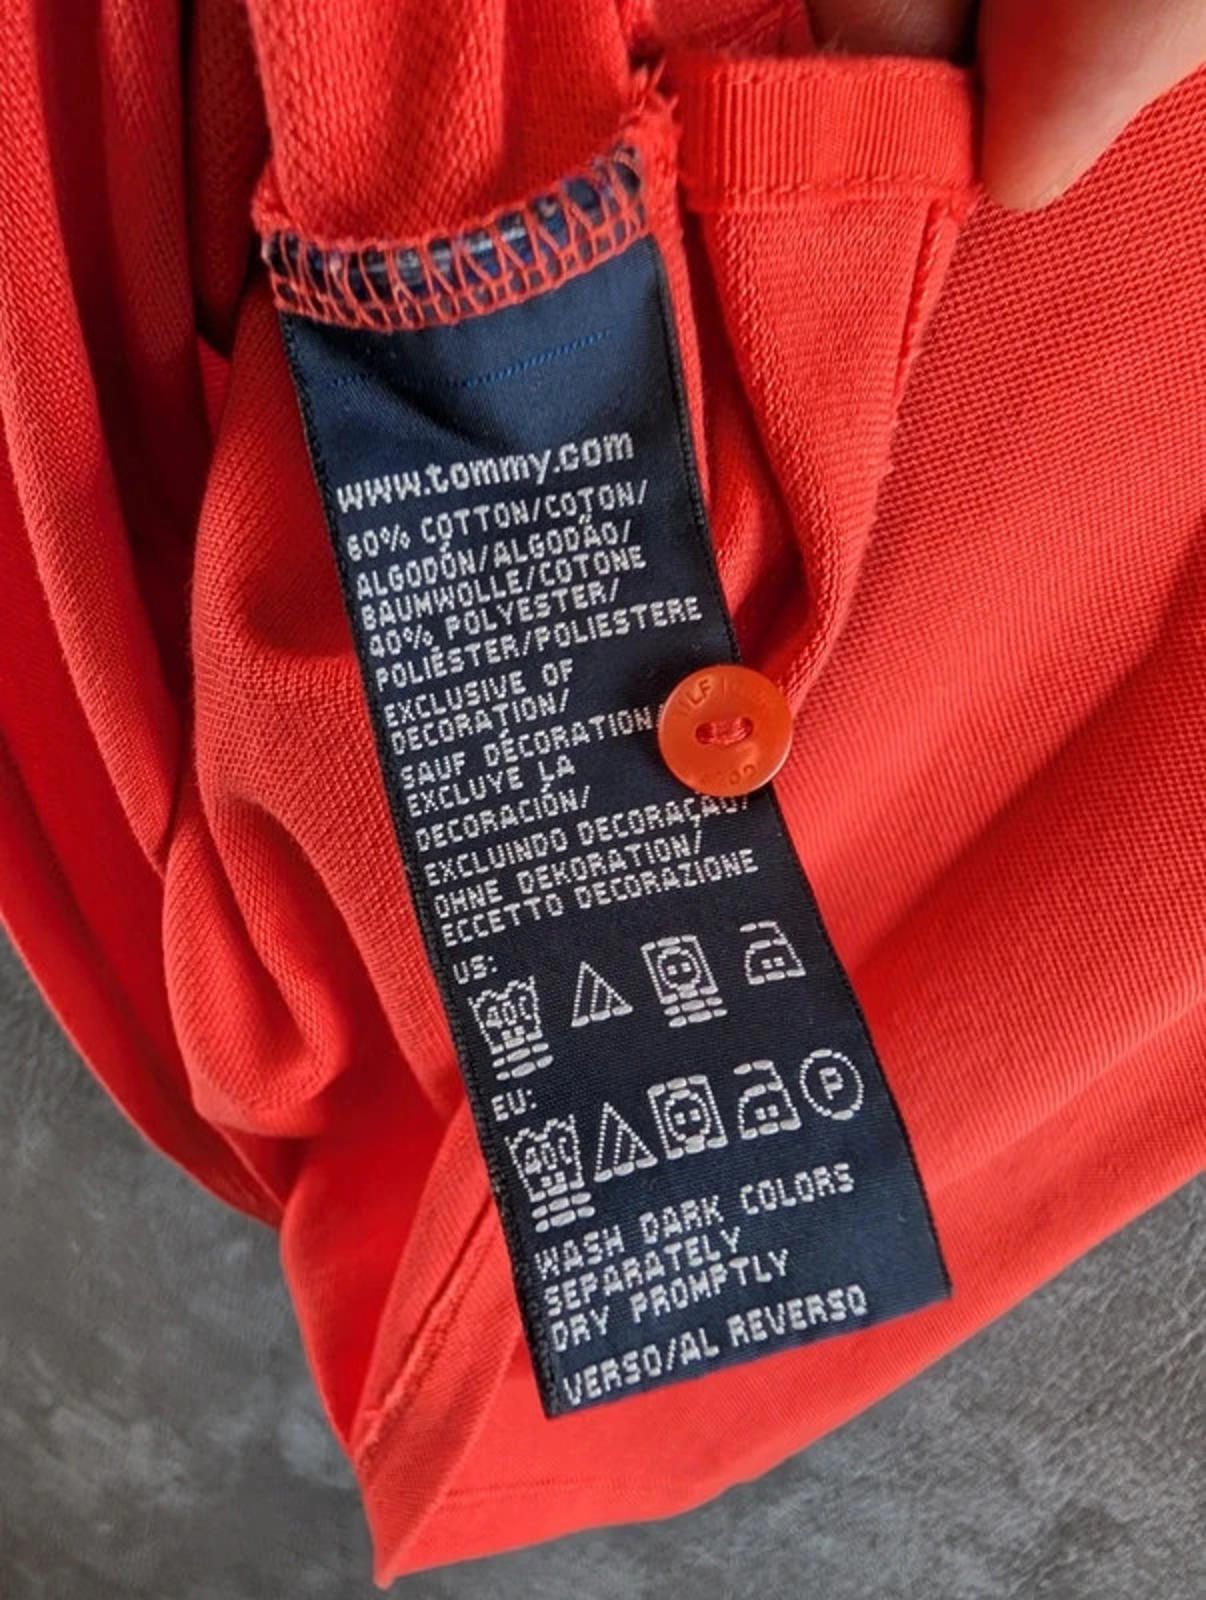 www.tommy.com
60% COTTON/COTON/
ALGODÓN/ALGODÃO/
BAUMWOLLE/COTONE
40% POLYESTER/
POLIÉSTER/POLIESTERE
EXCLUSIVE OF
DECORATION/
SAUF DÉCORATION
EXCLUYE LA
DECORACIÓN/
EXCLUINDO DECORAÇÃO/
OHNE DEKORATION/
ECCETTO DECORAZIONE
US:
40C
EU:
40C
P
WASH DARK COLORS
SEPARATELY
DRY PROMPTLY
VERSO/AL REVERSO